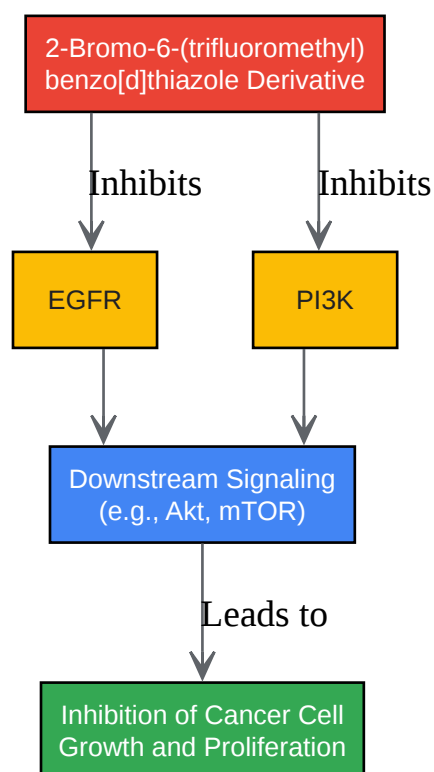 2-Bromo-6-(trifluoromethyl)
benzo[d]thiazole Derivative
Inhibits
Inhibits
EGFR
PI3K
Downstream Signaling
(e.g., Akt, mTOR)
Leads to
Inhibition of Cancer Cell
Growth and Proliferation